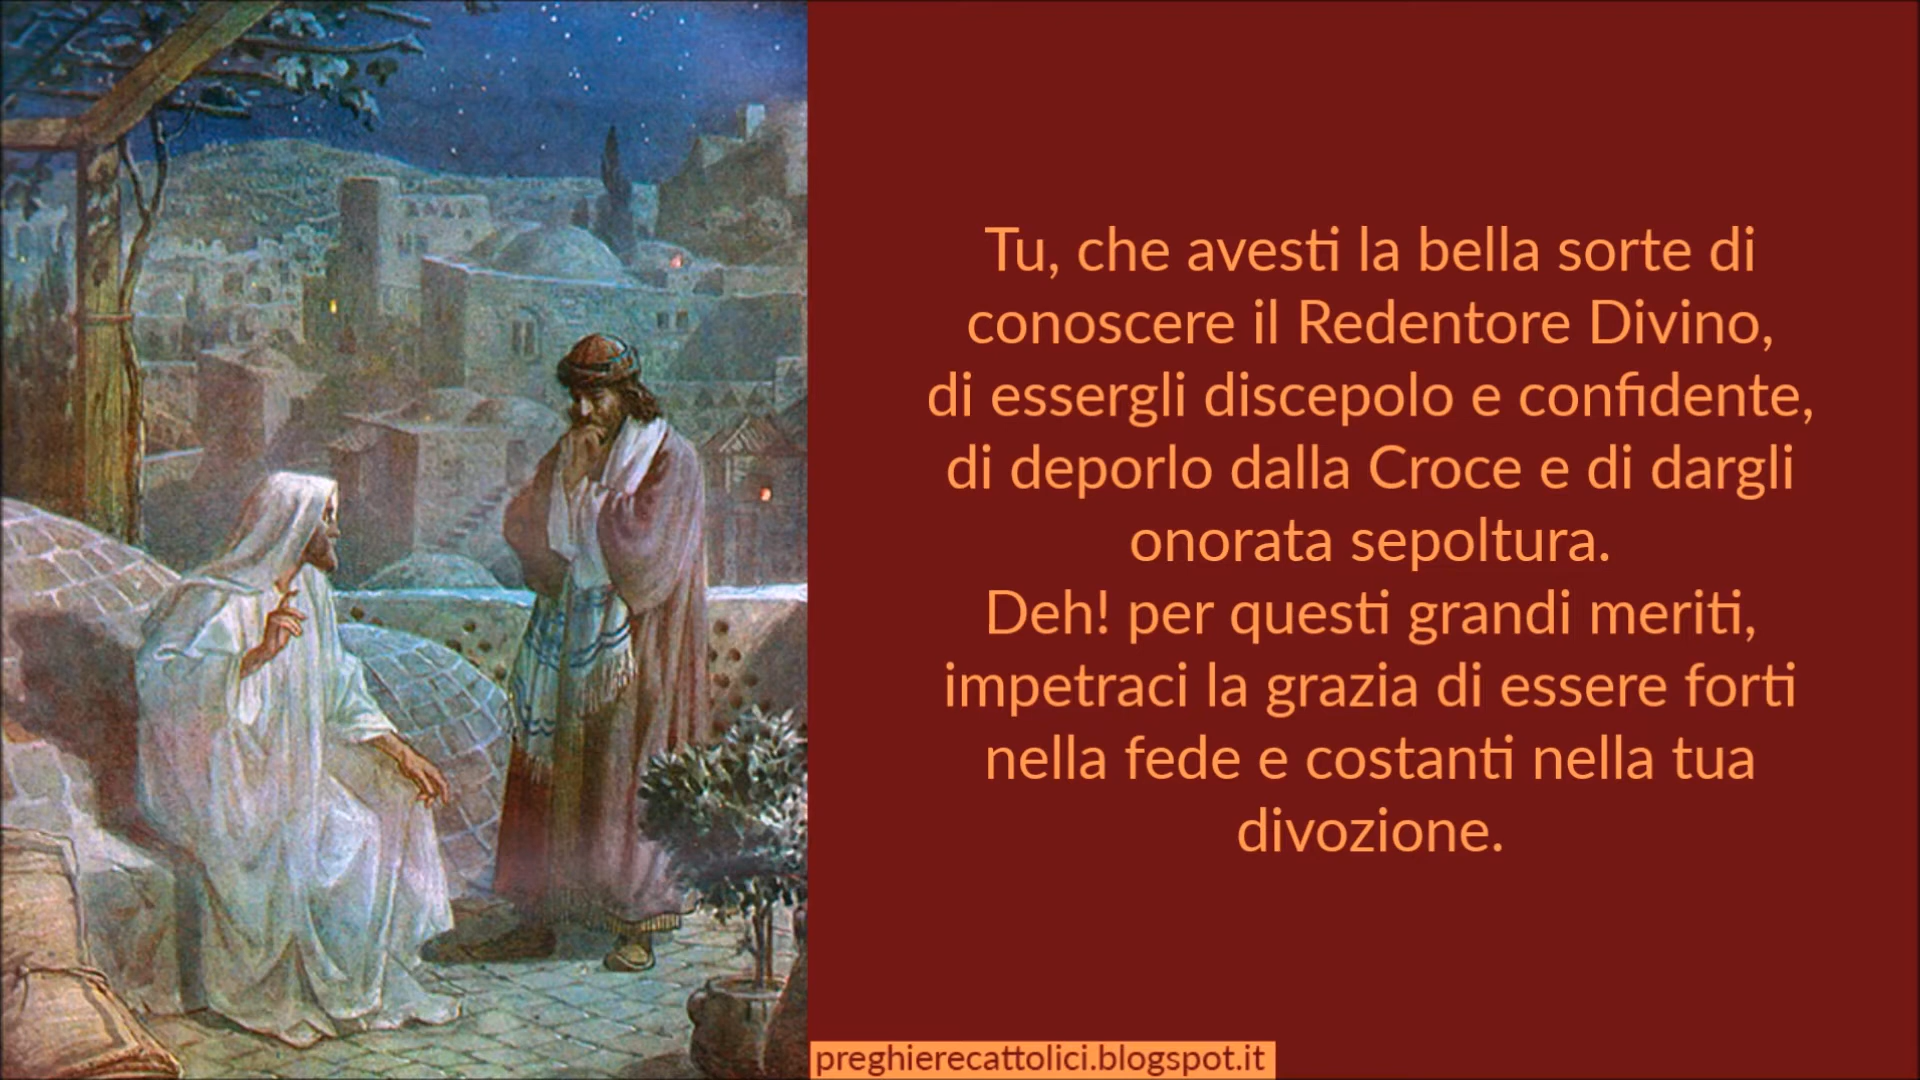 Tu, che avesti la bella sorte di
conoscere il Redentore Divino,
di essergli discepolo e confidente,
di deporlo dalla Croce e di dargli
onorata sepoltura.
Deh! per questi grandi meriti,
impetraci la grazia di essere forti
nella fede e costanti nella tua
divozione.
preghierecattolici.blogspot.it